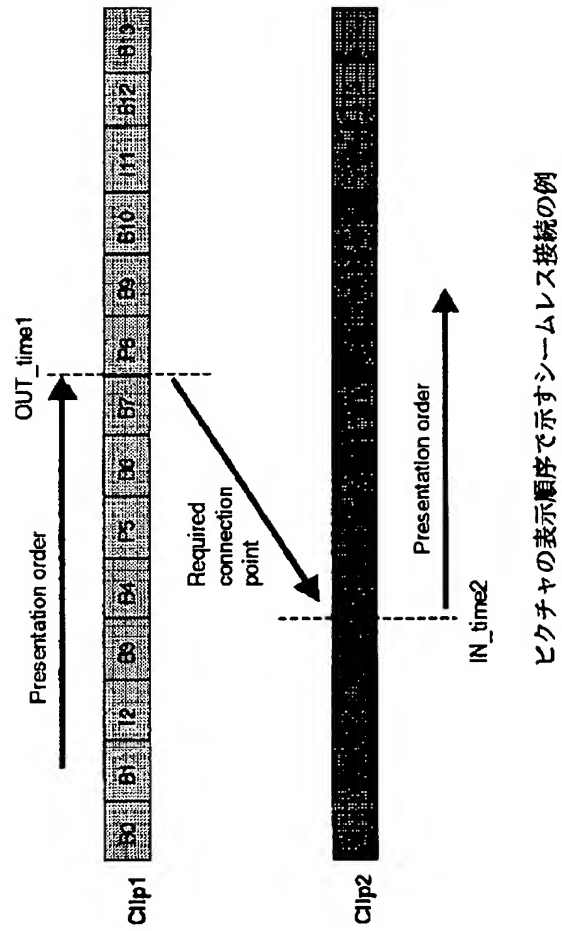 Presentation order
OUT_time1
Clip1
B0 B1 I2 B3 B4 P5 B6 B7 P8 B9 B10 I11 B12 B13
Required
connection
point
Clip2
IN_time2
Presentation order
ピクチャの表示順序で示すシームレス接続の例